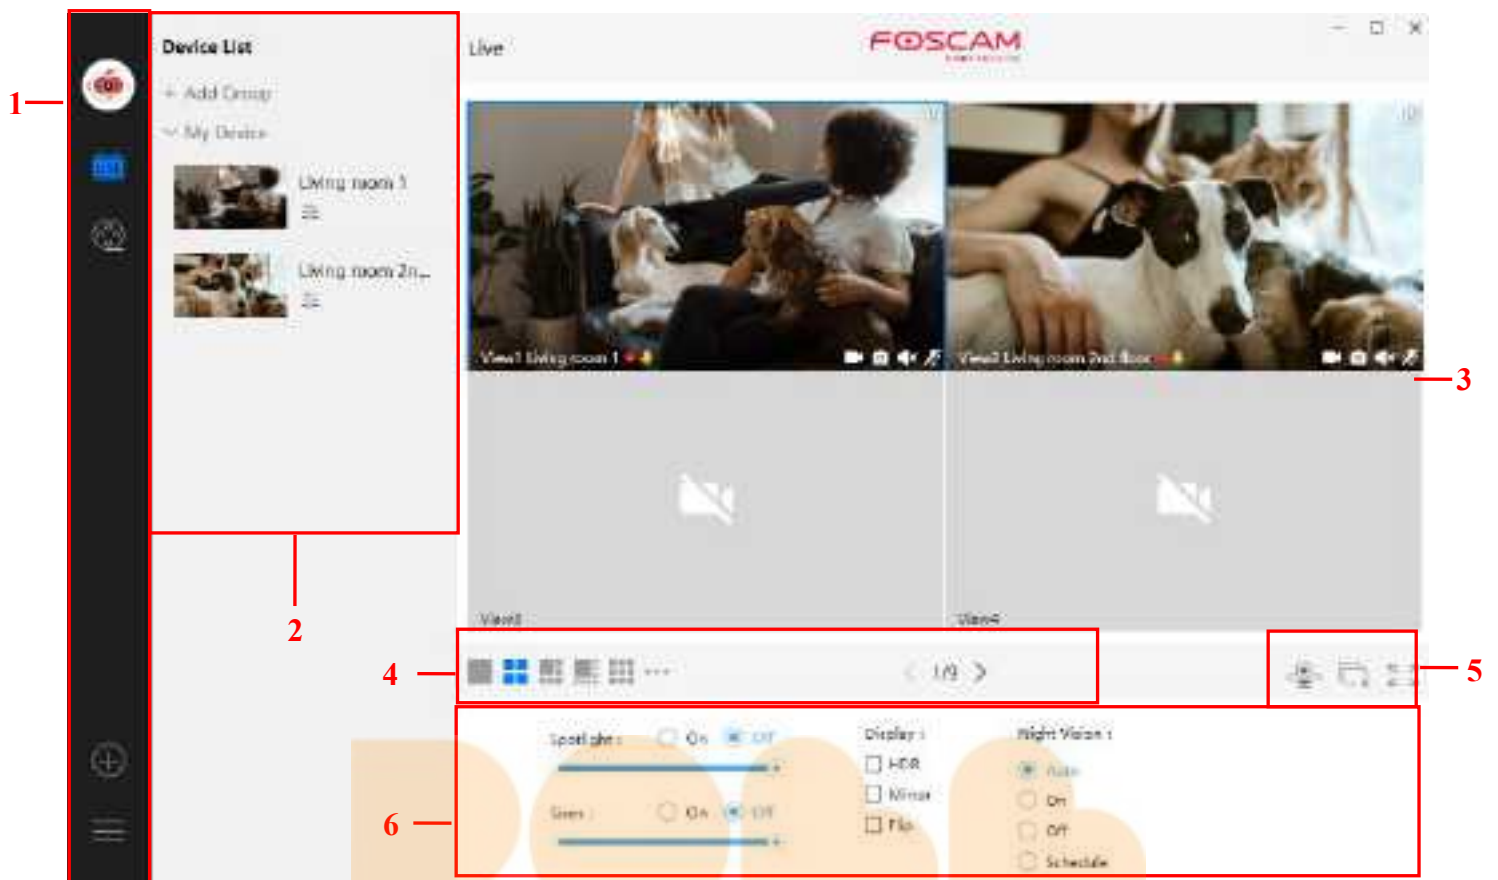 Device List
Live
FOSCAM
1
+ Add Group
My Device
Living room 1
Living room 2n...
View1 Living room 1
View2 Living room 2nd floor
3
2
View3
View4
4
1/9
5
Spotlight :
On
Off
Display :
Night Vision :
HDR
Auto
Mirror
On
6
Siren :
On
Off
Flip
Off
Schedule